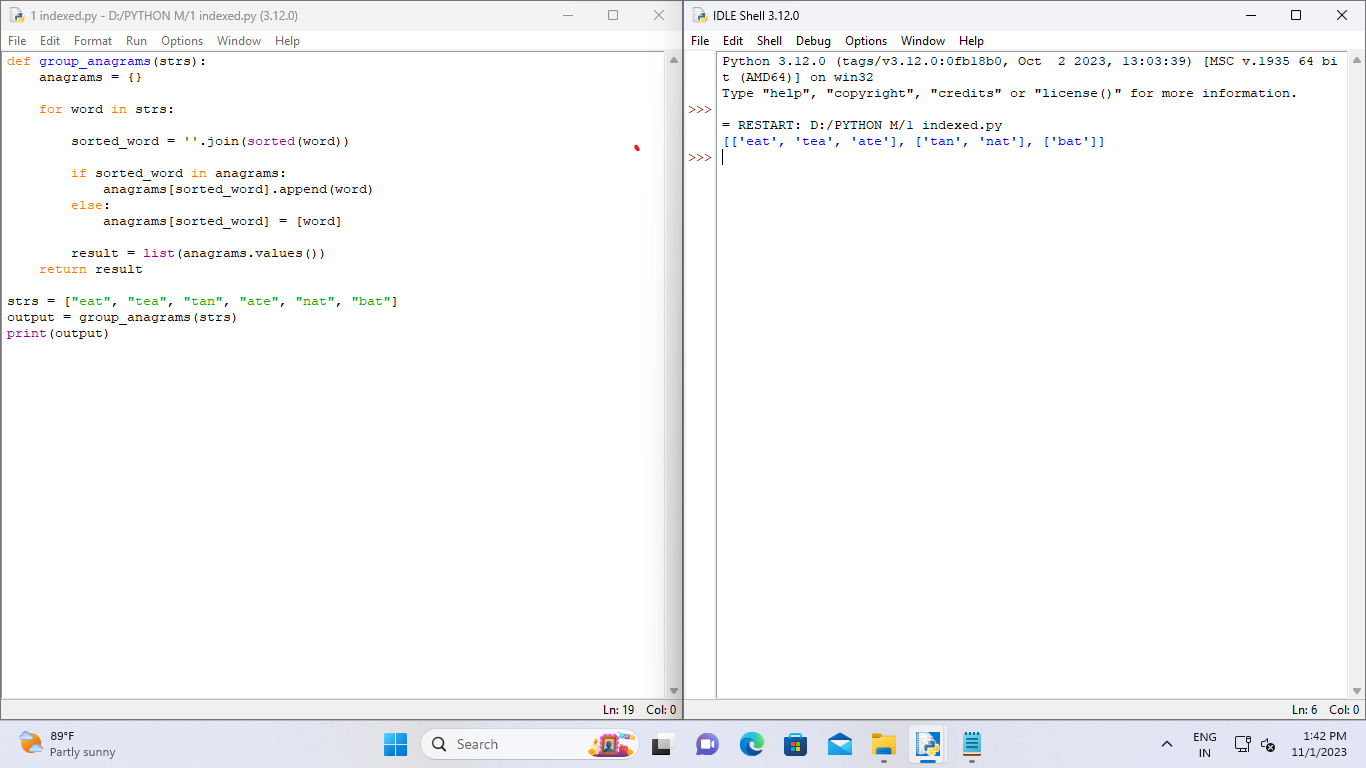 1 indexed.py - D:/PYTHON M/1 indexed.py (3.12.0)
File Edit Format Run Options Window Help
def group_anagrams(strs):
    anagrams = {}

    for word in strs:

        sorted_word = ''.join(sorted(word))

        if sorted_word in anagrams:
            anagrams[sorted_word].append(word)
        else:
            anagrams[sorted_word] = [word]

        result = list(anagrams.values())
    return result

strs = ["eat", "tea", "tan", "ate", "nat", "bat"]
output = group_anagrams(strs)
print(output)
Ln: 19 Col: 0
IDLE Shell 3.12.0
File Edit Shell Debug Options Window Help
Python 3.12.0 (tags/v3.12.0:0fb18b0, Oct  2 2023, 13:03:39) [MSC v.1935 64 bi
t (AMD64)] on win32
Type "help", "copyright", "credits" or "license()" for more information.
>>>
= RESTART: D:/PYTHON M/1 indexed.py
[['eat', 'tea', 'ate'], ['tan', 'nat'], ['bat']]
>>>
Ln: 6 Col: 0
89°F
Partly sunny
Search
ENG
IN
1:42 PM
11/1/2023